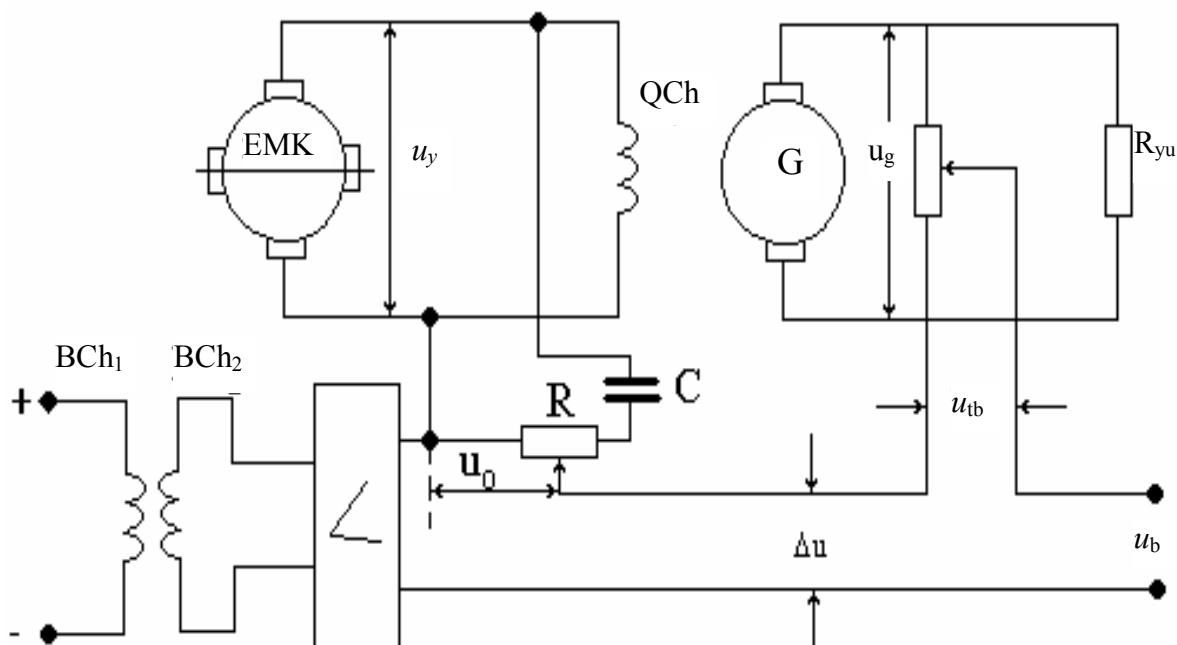 QCh
EMK
u_y
G
u_g
R_yu
BCh₁
BCh₂
+
-
R
C
u_0
u_tb
Δu
u_b